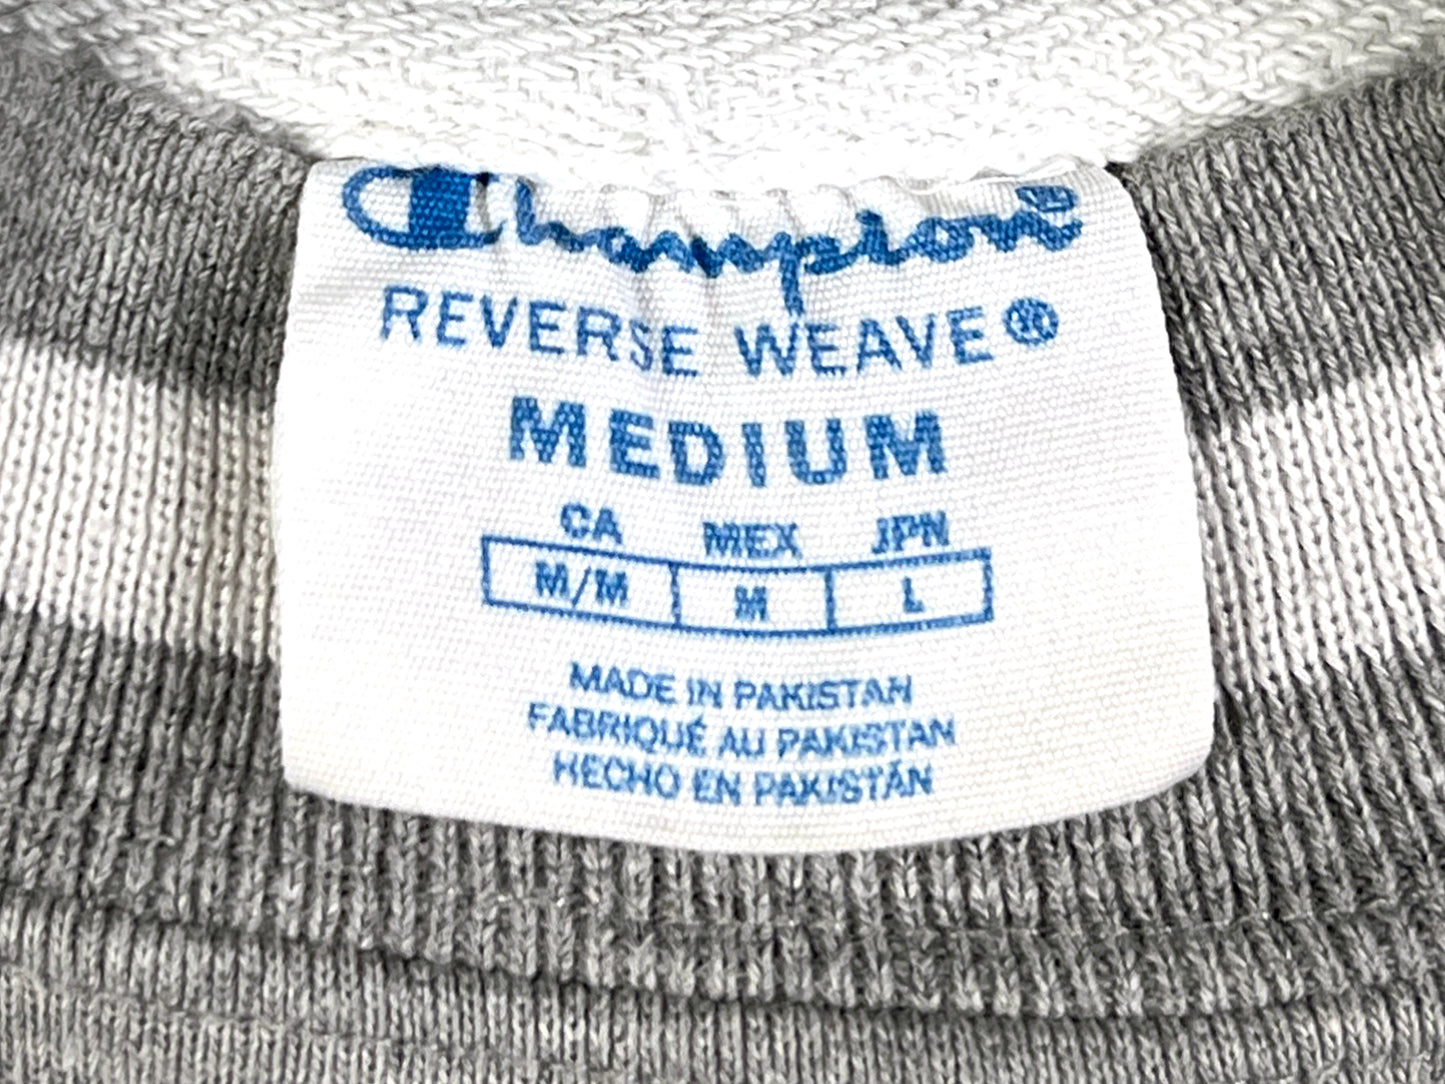 Champion
REVERSE WEAVE®
MEDIUM
CA MEX JPN
M/M M L
MADE IN PAKISTAN
FABRIQUÉ AU PAKISTAN
HECHO EN PAKISTÁN